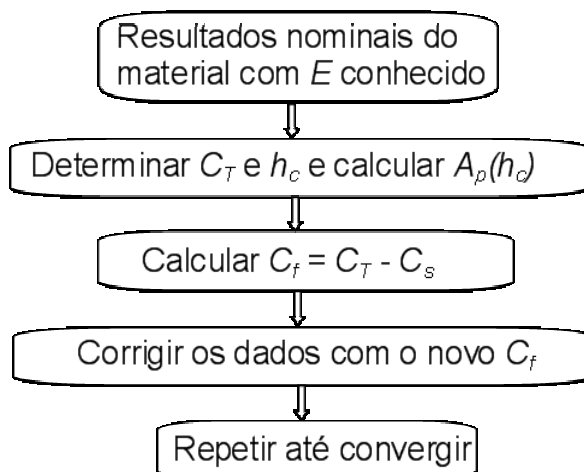 Resultados nominais do
material com E conhecido
Determinar C_T e h_c e calcular A_p(h_c)
Calcular C_f = C_T - C_s
Corrigir os dados com o novo C_f
Repetir até convergir